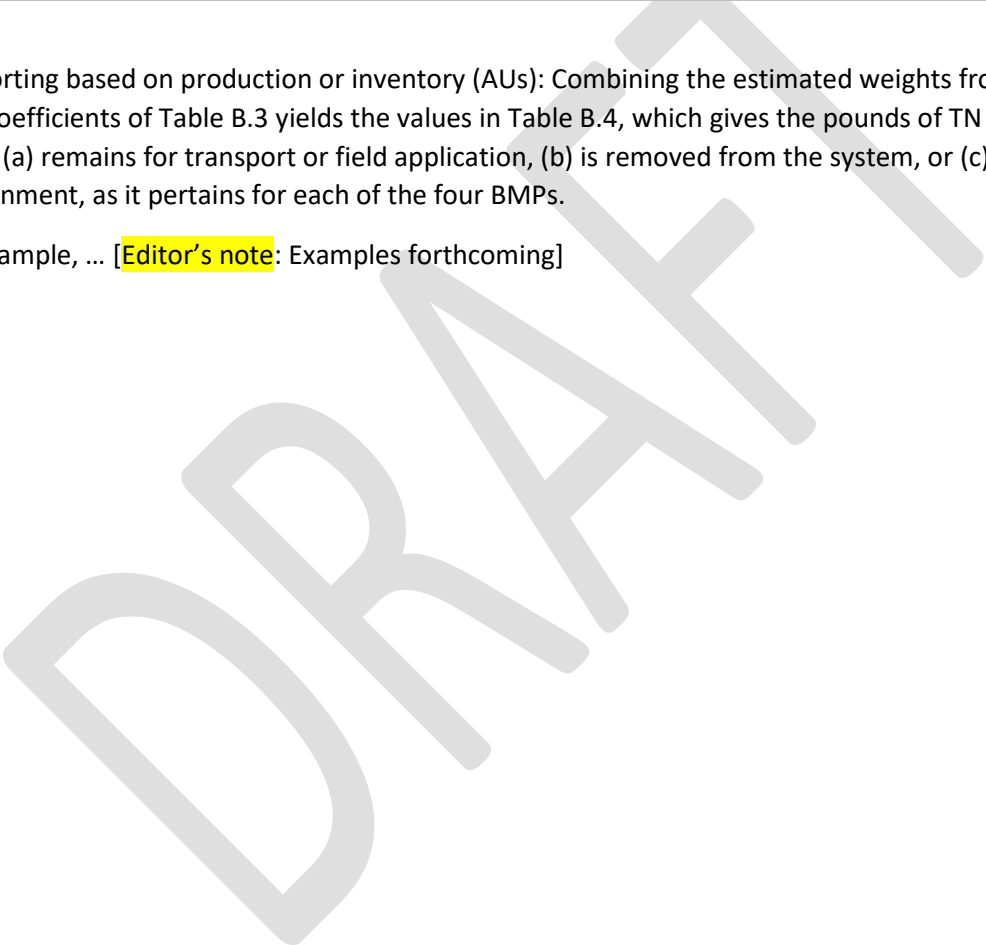 orting based on production or inventory (AUs): Combining the estimated weights fro
oefficients of Table B.3 yields the values in Table B.4, which gives the pounds of TN
(a) remains for transport or field application, (b) is removed from the system, or (c)
nment, as it pertains for each of the four BMPs.
ample, … [Editor’s note: Examples forthcoming]
DRAFT